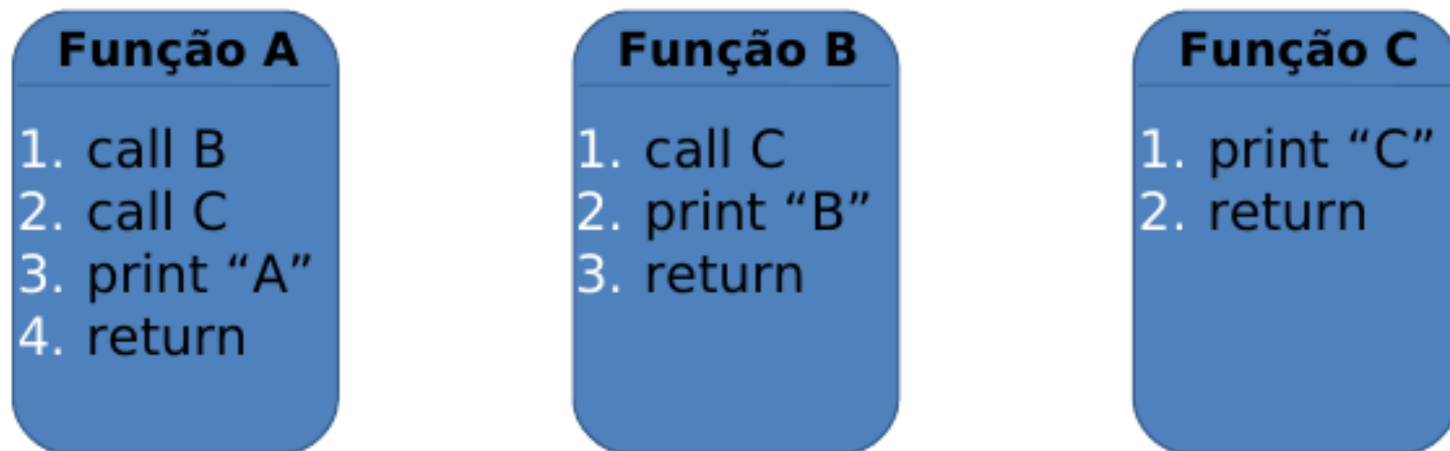 Função A
1. call B
2. call C
3. print “A”
4. return
Função B
1. call C
2. print “B”
3. return
Função C
1. print “C”
2. return